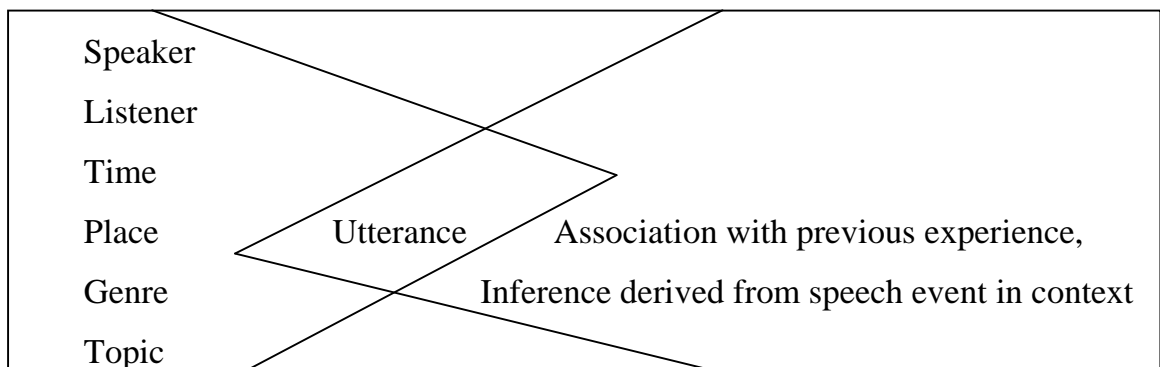 Speaker
Listener
Time
Place Utterance Association with previous experience,
Genre Inference derived from speech event in context
Topic